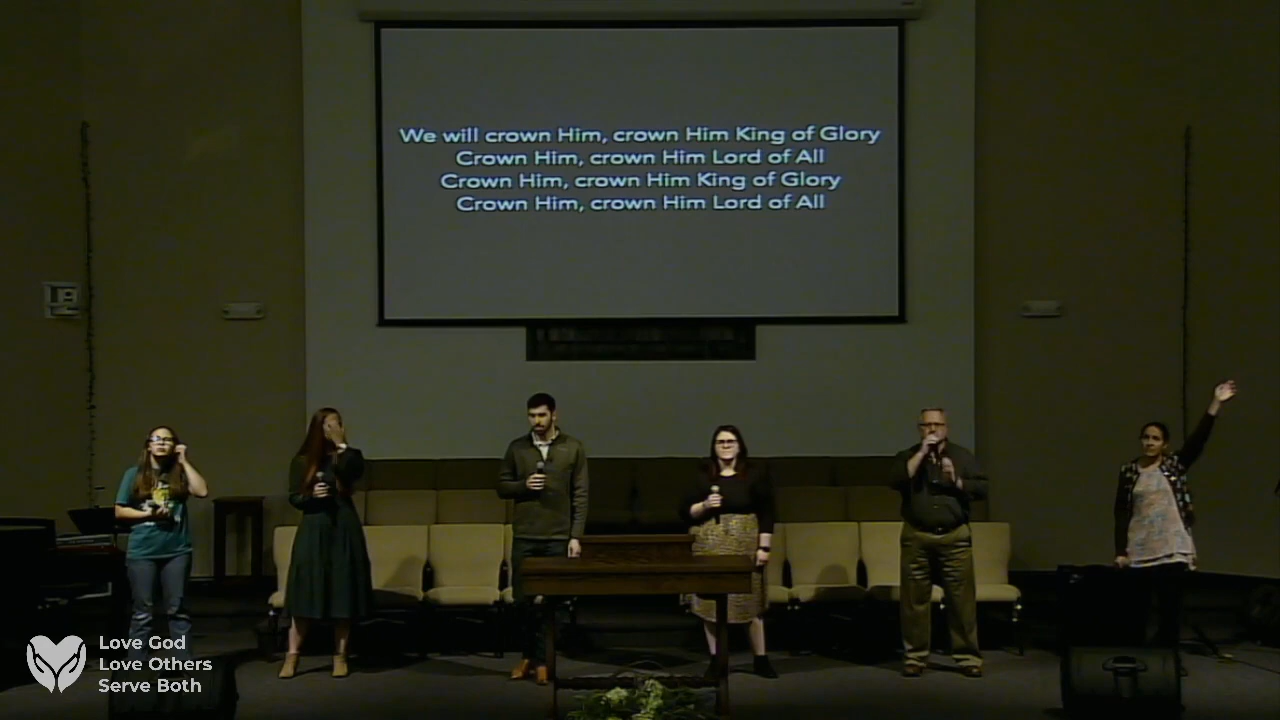 We will crown Him, crown Him King of Glory
Crown Him, crown Him Lord of All
Crown Him, crown Him King of Glory
Crown Him, crown Him Lord of All
Love God
Love Others
Serve Both